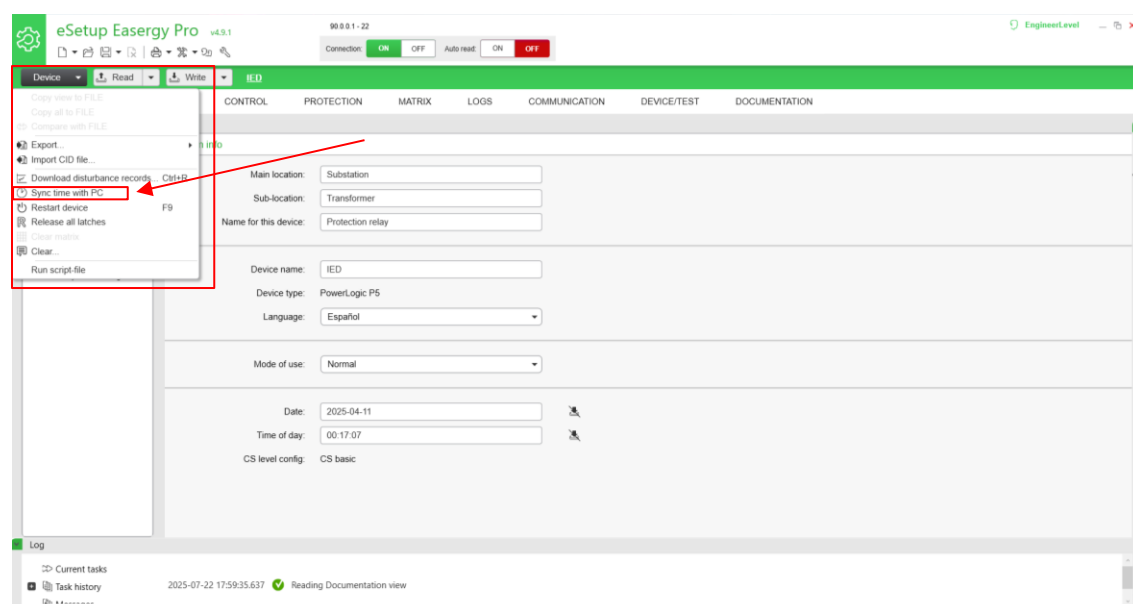 eSetup Easergy Pro v4.9.1
90.0.0.1 - 22
EngineerLevel
Connection: ON OFF Auto read: ON OFF
Device Read Write IED
Copy view to FILE
Copy all to FILE
Compare with FILE
Export...
Import CID file...
Download disturbance records... Ctrl+R
Sync time with PC
Restart device F9
Release all latches
Clear matrix
Clear...
Run script-file
CONTROL PROTECTION MATRIX LOGS COMMUNICATION DEVICE/TEST DOCUMENTATION
info
Main location: Substation
Sub-location: Transformer
Name for this device: Protection relay
Device name: IED
Device type: PowerLogic P5
Language: Español
Mode of use: Normal
Date: 2025-04-11
Time of day: 00:17:07
CS level config: CS basic
Log
Current tasks
Task history
2025-07-22 17:59:35.637 Reading Documentation view